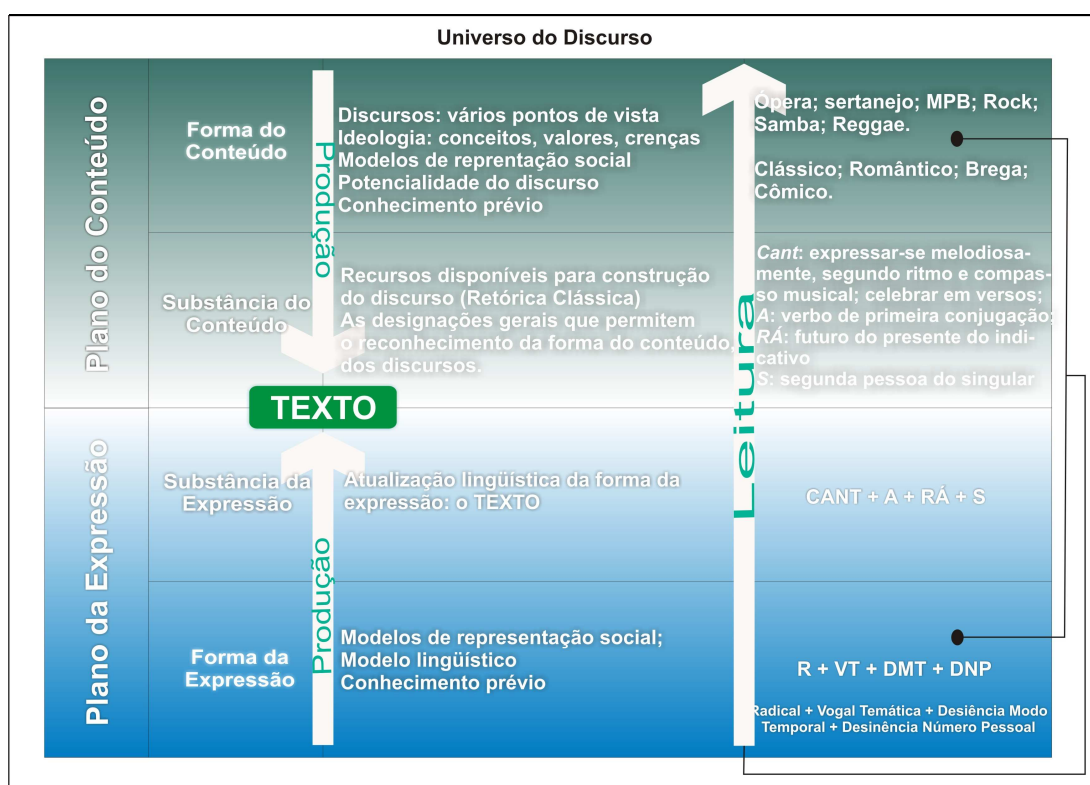 Universo do Discurso
Plano do Conteúdo
Forma do
Conteúdo
Produção
Discursos: vários pontos de vista
Ideologia: conceitos, valores, crenças
Modelos de reprentação social
Potencialidade do discurso
Conhecimento prévio
Ópera; sertanejo; MPB; Rock;
Samba; Reggae.
Clássico; Romântico; Brega;
Cômico.
Substância do
Conteúdo
Recursos disponíveis para construção
do discurso (Retórica Clássica)
As designações gerais que permitem
o reconhecimento da forma do conteúdo,
dos discursos.
Leitura
Cant: expressar-se melodiosa-
mente, segundo ritmo e compas-
so musical; celebrar em versos;
A: verbo de primeira conjugação;
RÁ: futuro do presente do indi-
cativo
S: segunda pessoa do singular
TEXTO
Plano da Expressão
Substância da
Expressão
Atualização lingüística da forma da
expressão: o TEXTO
CANT + A + RÁ + S
Forma da
Expressão
Produção
Modelos de representação social;
Modelo lingüístico
Conhecimento prévio
R + VT + DMT + DNP
Radical + Vogal Temática + Desiência Modo
Temporal + Desinência Número Pessoal